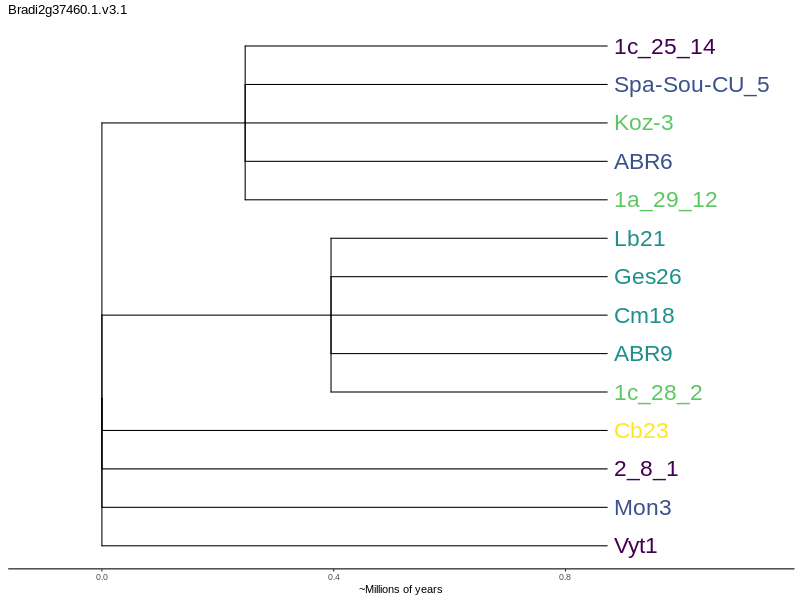 Bradi2g37460.1.v3.1
1c_25_14
Spa-Sou-CU_5
Koz-3
ABR6
1a_29_12
Lb21
Ges26
Cm18
ABR9
1c_28_2
Cb23
2_8_1
Mon3
Vyt1
0.0 0.4 0.8
~Millions of years